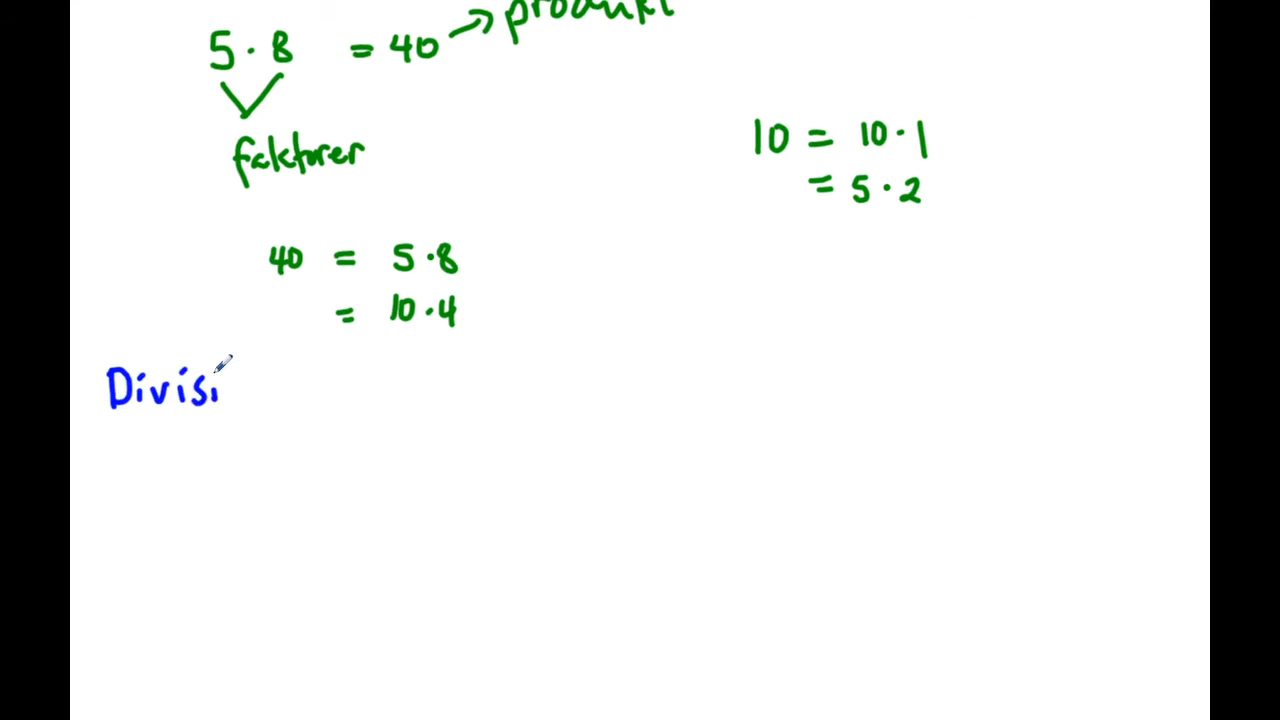 5 · 8 = 40 → produkt
faktorer
10 = 10 · 1
= 5 · 2
40 = 5 · 8
= 10 · 4
Divisi